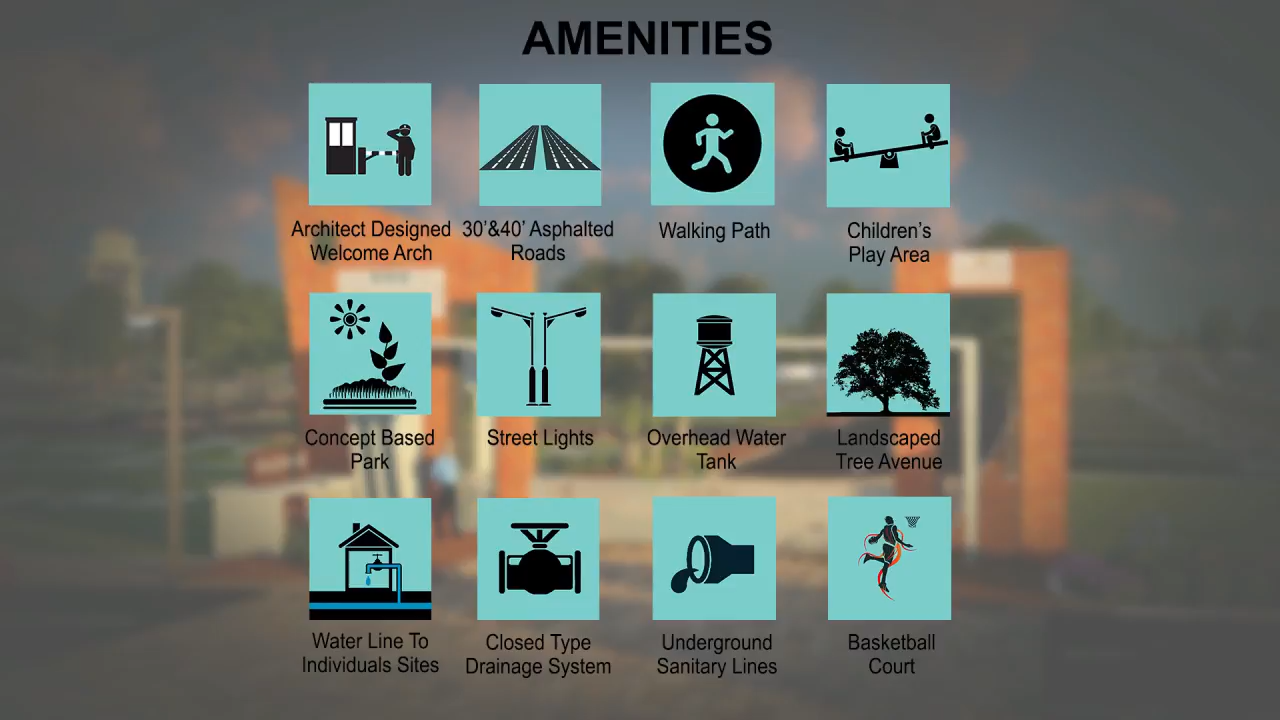 AMENITIES
Architect Designed
Welcome Arch
30'&40' Asphalted
Roads
Walking Path
Children's
Play Area
Concept Based
Park
Street Lights
Overhead Water
Tank
Landscaped
Tree Avenue
Water Line To
Individuals Sites
Closed Type
Drainage System
Underground
Sanitary Lines
Basketball
Court